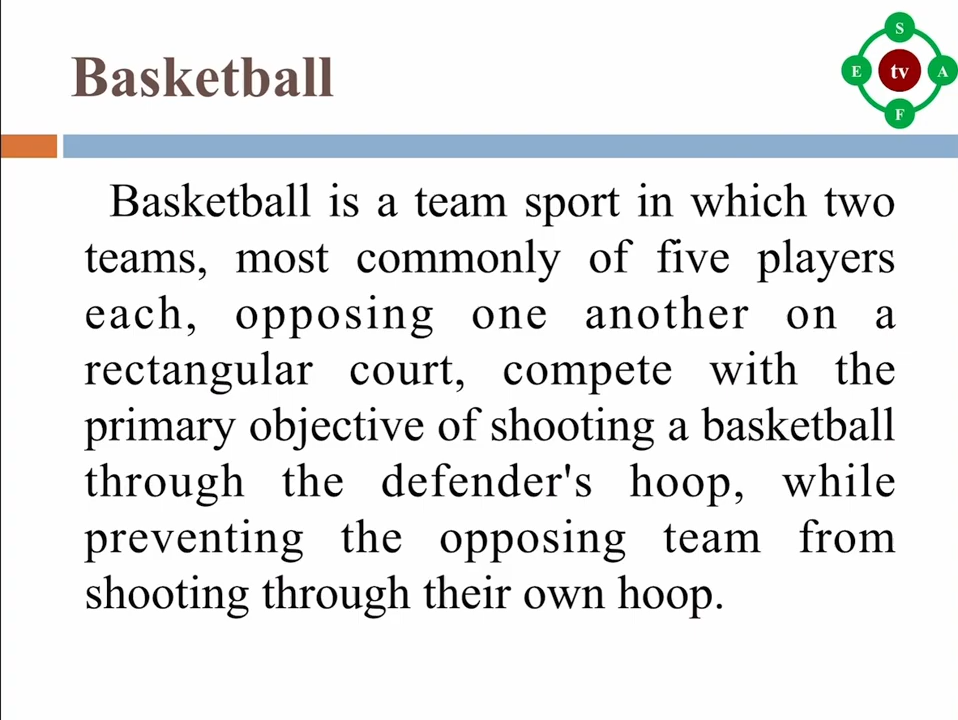 Basketball
S
E tv A
F
Basketball is a team sport in which two
teams, most commonly of five players
each, opposing one another on a
rectangular court, compete with the
primary objective of shooting a basketball
through the defender's hoop, while
preventing the opposing team from
shooting through their own hoop.